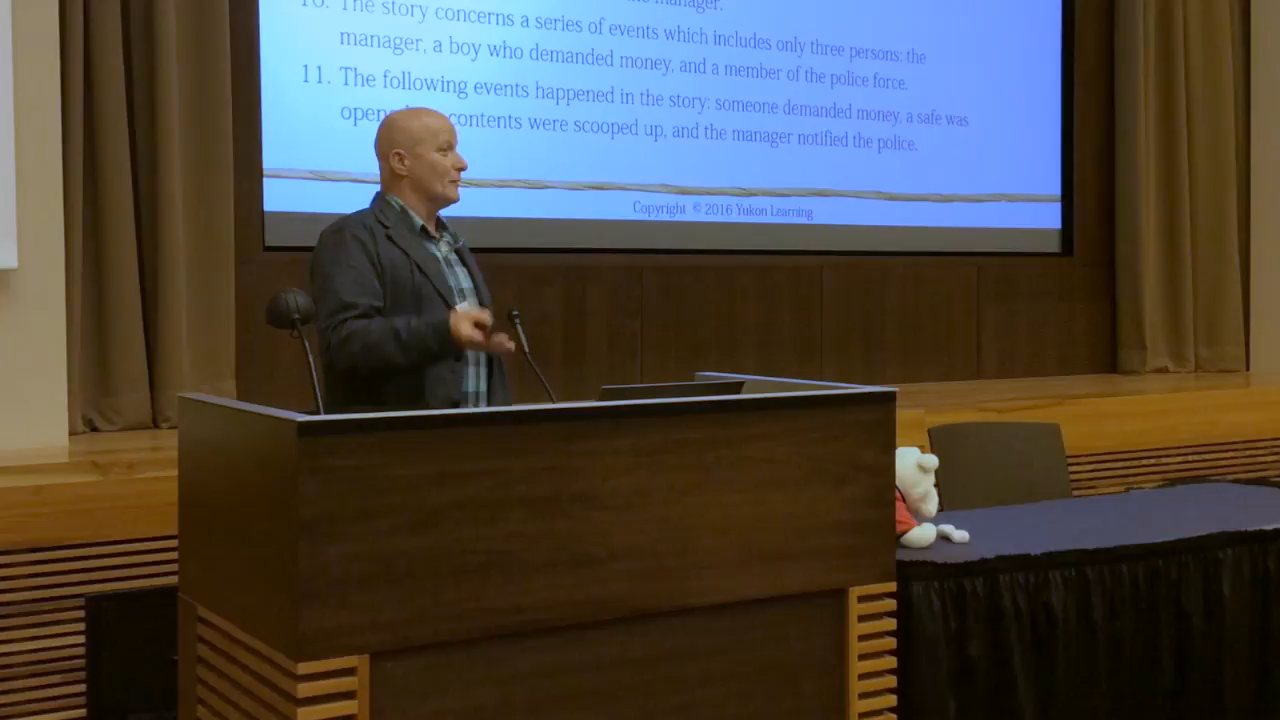 manager.
10. The story concerns a series of events which includes only three persons: the
manager, a boy who demanded money, and a member of the police force.
11. The following events happened in the story: someone demanded money, a safe was
contents were scooped up, and the manager notified the police.
Copyright © 2016 Yukon Learning